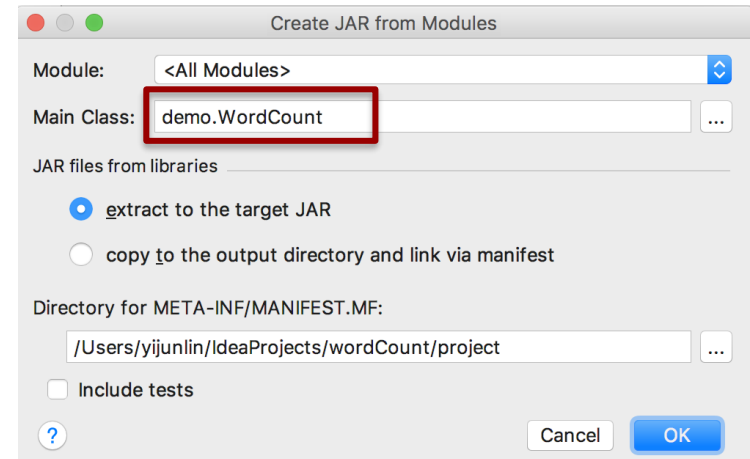 Create JAR from Modules
Module: <All Modules>
Main Class: demo.WordCount ...
JAR files from libraries
extract to the target JAR
copy to the output directory and link via manifest
Directory for META-INF/MANIFEST.MF:
/Users/yijunlin/IdeaProjects/wordCount/project ...
Include tests
? Cancel OK